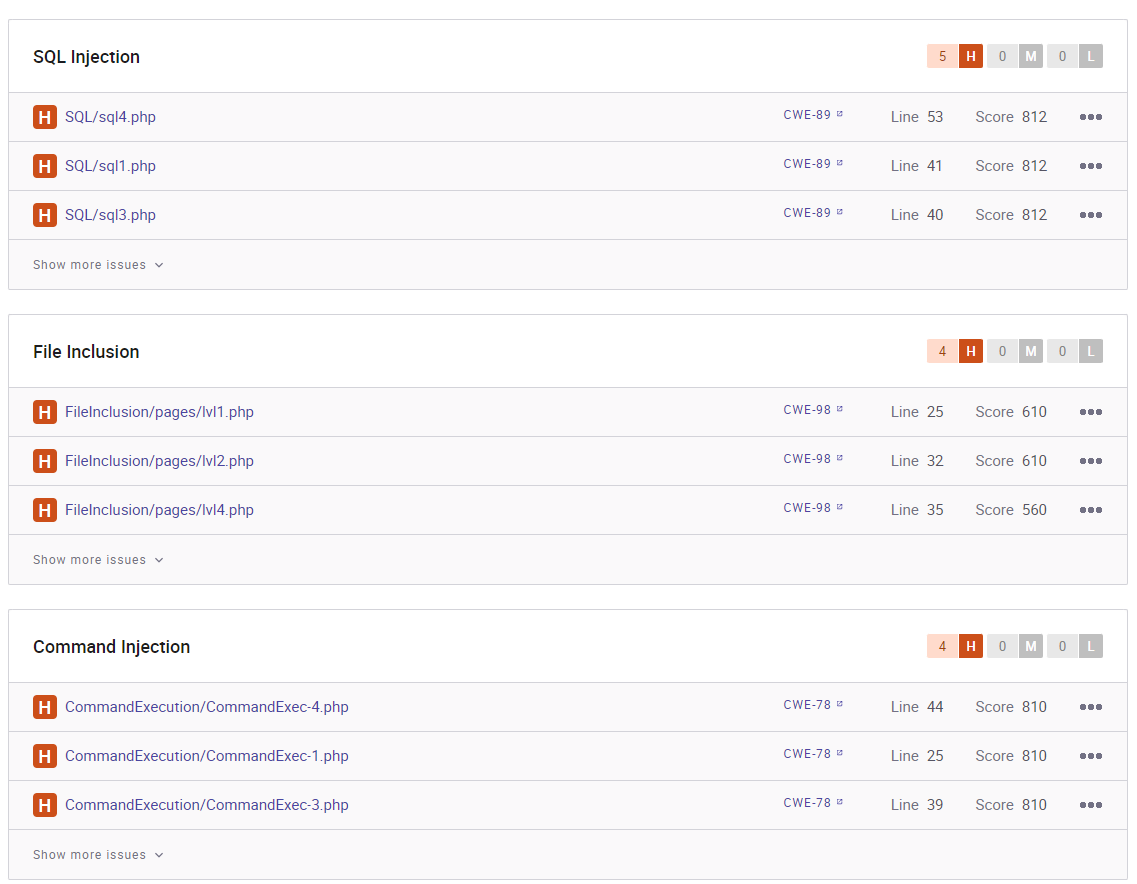 SQL Injection 5 H 0 M 0 L
H SQL/sql4.php CWE-89 Line 53 Score 812
H SQL/sql1.php CWE-89 Line 41 Score 812
H SQL/sql3.php CWE-89 Line 40 Score 812
Show more issues
File Inclusion 4 H 0 M 0 L
H FileInclusion/pages/lvl1.php CWE-98 Line 25 Score 610
H FileInclusion/pages/lvl2.php CWE-98 Line 32 Score 610
H FileInclusion/pages/lvl4.php CWE-98 Line 35 Score 560
Show more issues
Command Injection 4 H 0 M 0 L
H CommandExecution/CommandExec-4.php CWE-78 Line 44 Score 810
H CommandExecution/CommandExec-1.php CWE-78 Line 25 Score 810
H CommandExecution/CommandExec-3.php CWE-78 Line 39 Score 810
Show more issues